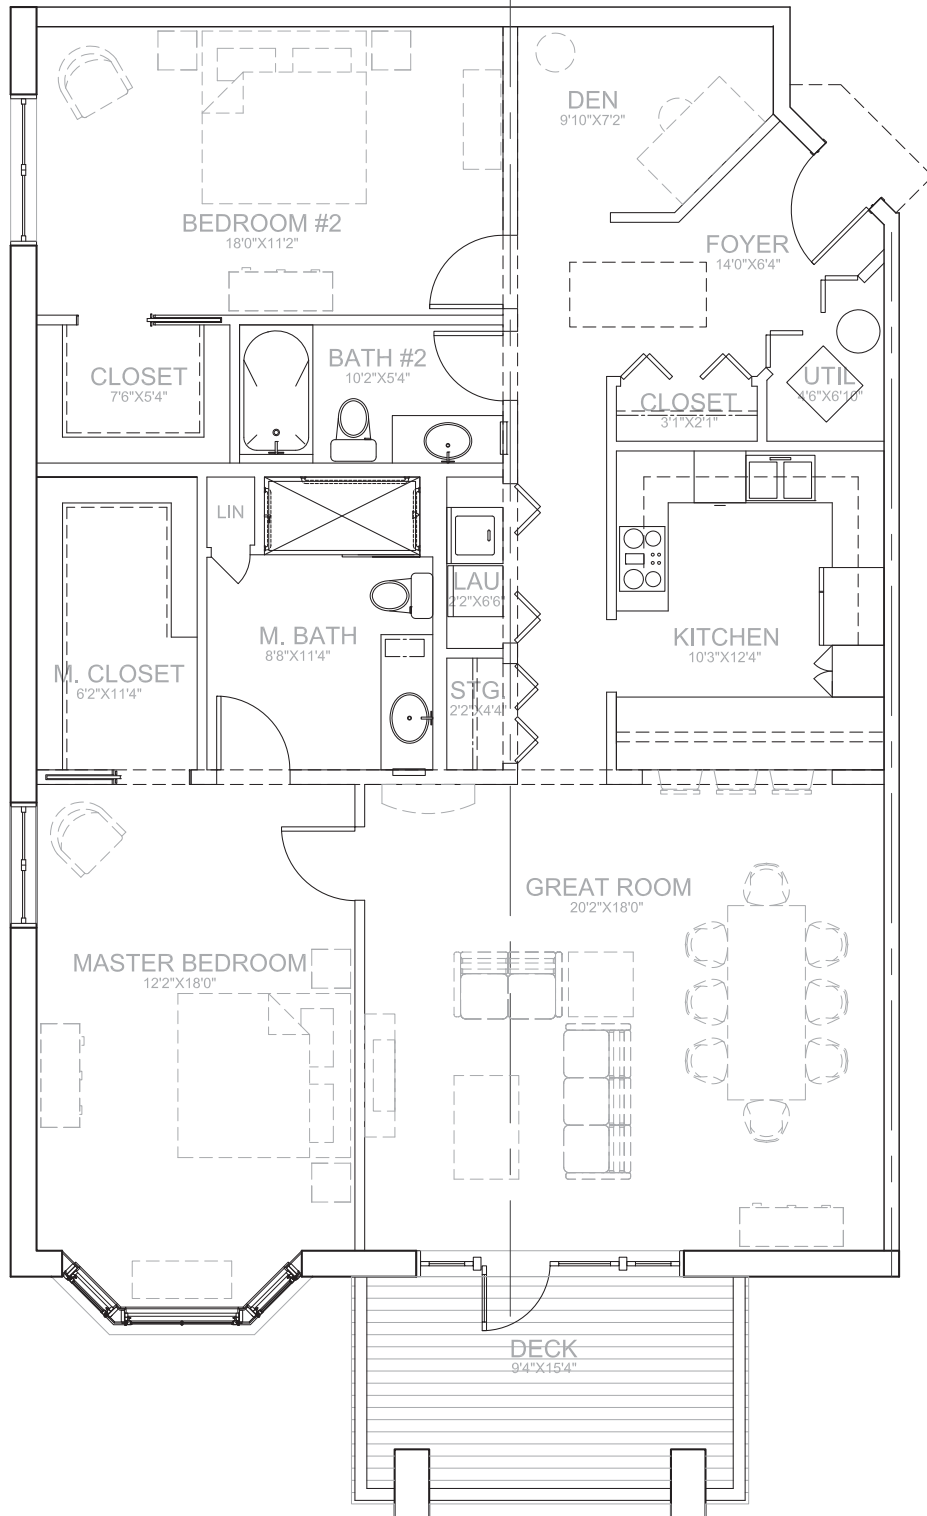 DEN
9'10"X7'2"
BEDROOM #2
18'0"X11'2"
FOYER
14'0"X6'4"
BATH #2
10'2"X5'4"
CLOSET
7'6"X5'4"
UTIL
4'6"X6'10"
CLOSET
3'1"X2'1"
LIN
LAU
2'2"X6'6"
M. BATH
8'8"X11'4"
KITCHEN
10'3"X12'4"
M. CLOSET
6'2"X11'4"
STG
2'2"X4'4"
GREAT ROOM
20'2"X18'0"
MASTER BEDROOM
12'2"X18'0"
DECK
9'4"X15'4"